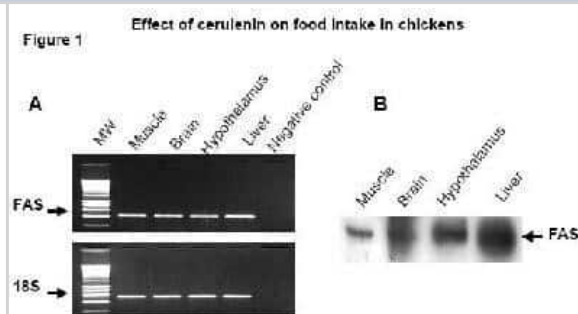 Effect of cerulenin on food intake in chickens
Figure 1
A
MW Muscle Brain Hypothalamus Liver Negative control
FAS
18S
B
Muscle Brain Hypothalamus Liver
FAS